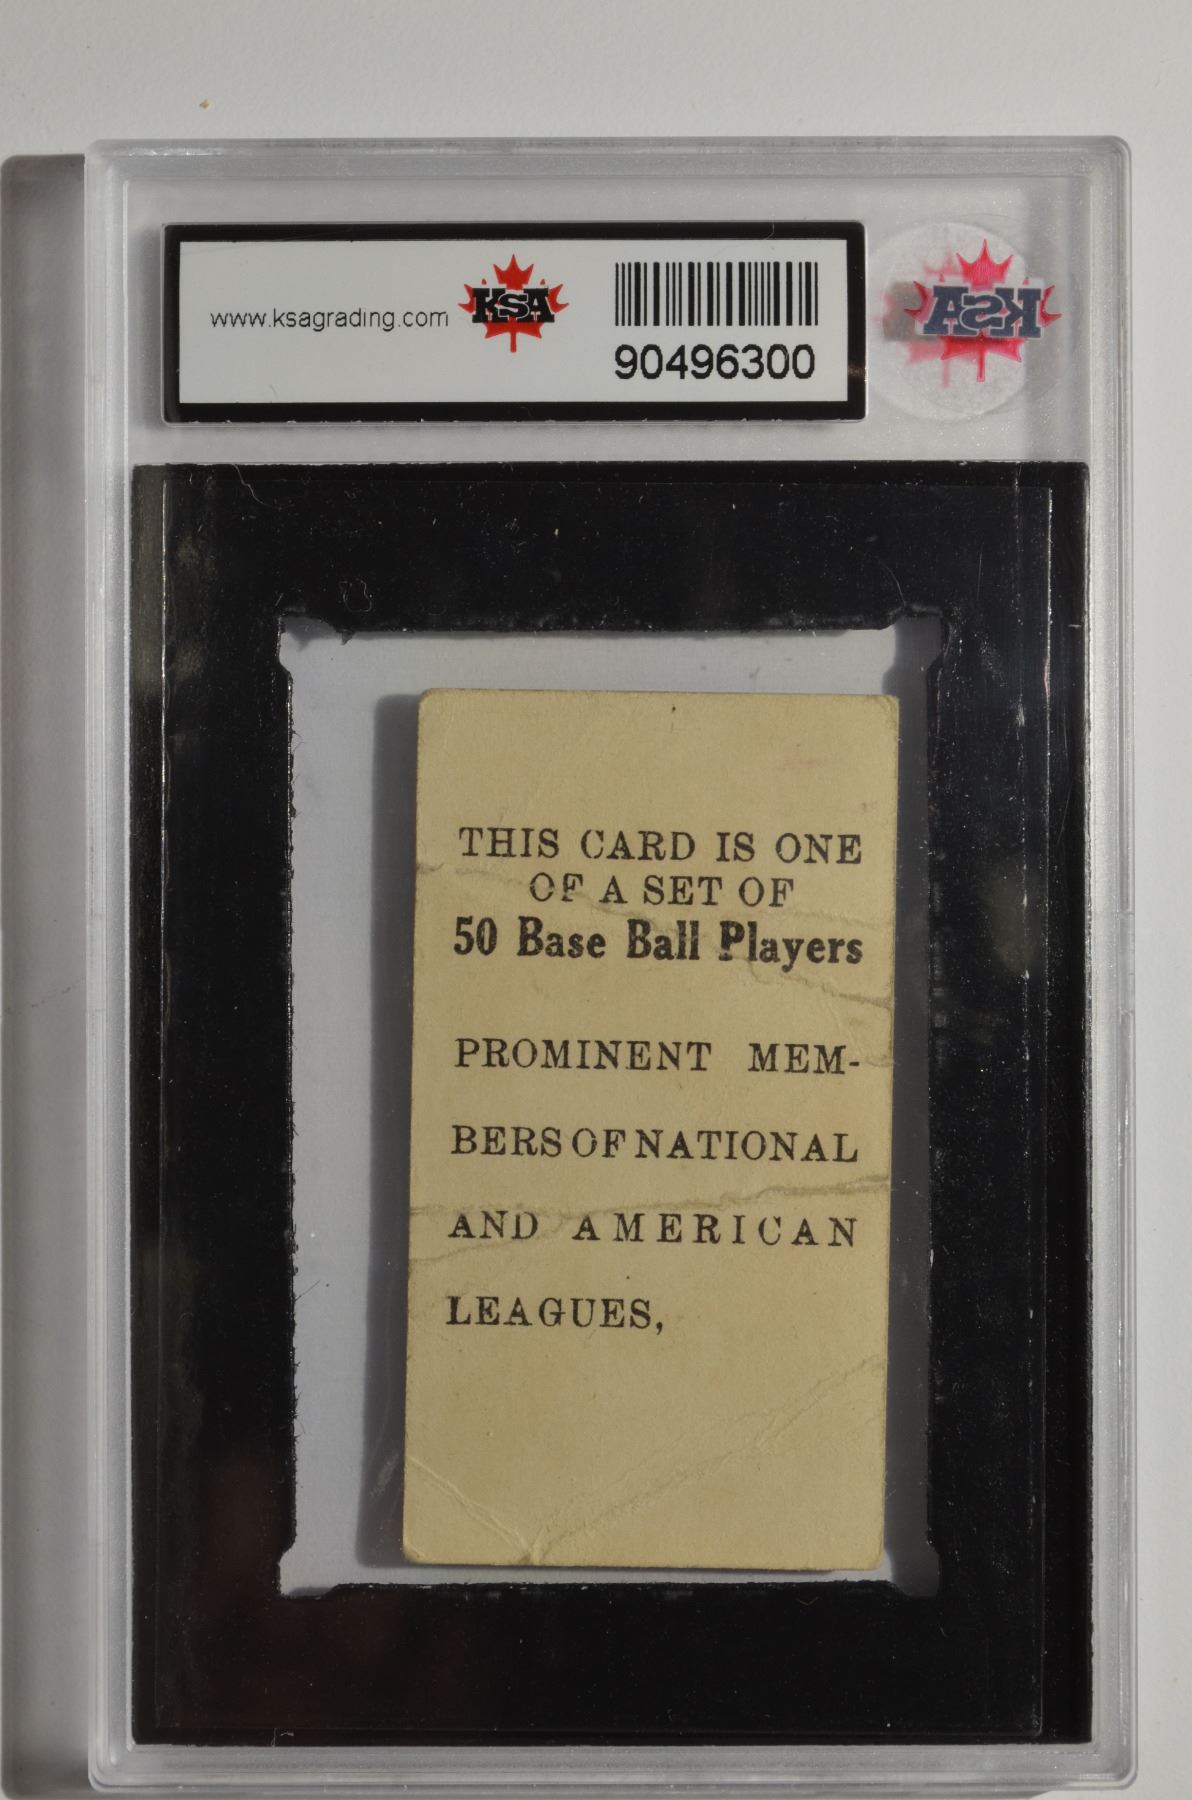 www.ksagrading.com
KSA
90496300
KSA
THIS CARD IS ONE
OF A SET OF
50 Base Ball Players
PROMINENT MEM-
BERS OF NATIONAL
AND AMERICAN
LEAGUES,